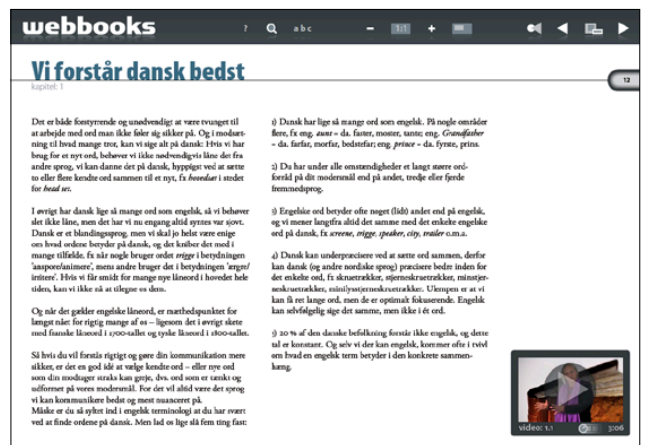 webbooks
? abc 1:1
Vi forstår dansk bedst
kapitel: 1
12
Det er både forstyrrende og unødvendigt at være tvunget til
at arbejde med ord man ikke føler sig sikker på. Og i modsæt-
ning til hvad mange tror, kan vi sige alt på dansk: Hvis vi har
brug for et nyt ord, behøver vi ikke nødvendigvis låne det fra
andre sprog, vi kan danne det på dansk, hyppigst ved at sætte
to eller flere kendte ord sammen til et nyt, fx hovedsæt i stedet
for head set.
I øvrigt har dansk lige så mange ord som engelsk, så vi behøver
slet ikke låne, men det har vi nu engang altid syntes var sjovt.
Dansk er et blandingssprog, men vi skal jo helst være enige
om hvad ordene betyder på dansk, og det kniber det med i
mange tilfælde, fx når nogle bruger ordet trigge i betydningen
'anspore/animere', mens andre bruger det i betydningen 'ærger/
irritere'. Hvis vi får smidt for mange nye låneord i hovedet hele
tiden, kan vi ikke nå at tilegne os dem.
Og når det gælder engelske låneord, er mæthedspunktet for
længst nået for rigtig mange af os – ligesom det i øvrigt skete
med franske låneord i 1700-tallet og tyske låneord i 1800-tallet.
Så hvis du vil forstås rigtigt og gøre din kommunikation mere
sikker, er det en god idé at vælge kendte ord – eller nye ord
som din modtager straks kan greje, dvs. ord som er tænkt og
udformet på vores modersmål. For det vil altid være det sprog
vi kan kommunikere bedst og mest nuanceret på.
Måske er du så syltet ind i engelsk terminologi at du har svært
ved at finde ordene på dansk. Men lad os lige slå fem ting fast:
1) Dansk har lige så mange ord som engelsk. På nogle områder
flere, fx eng. auns = da. faster, moster, tante; eng. Grandfather
= da. farfar, morfar, bedstefar; eng. prince = da. fyrste, prins.
2) Du har under alle omstændigheder et langt større ord-
forråd på dit modersmål end på andet, tredje eller fjerde
fremmedsprog.
3) Engelske ord betyder ofte noget (lidt) andet end på engelsk,
og vi mener langtfra altid det samme med det enkelte engelske
ord på dansk, fx screene, trigge, speaker, city, trailer o.m.a.
4) Dansk kan underpræcisere ved at sætte ord sammen, derfor
kan dansk (og andre nordiske sprog) præcisere bedre inden for
det enkelte ord, fx skruetrækker, stjerneskruetrækker, ministjer-
neskruetrækker, minilysstjerneskruetrækker. Ulempen er at vi
kan få ret lange ord, men de er optimalt fokuserende. Engelsk
kan selvfølgelig sige det samme, men ikke i ét ord.
5) 20 % af den danske befolkning forstår ikke engelsk, og dette
tal er konstant. Og selv vi der kan engelsk, kommer ofte i tvivl
om hvad en engelsk term betyder i den konkrete sammen-
hæng.
video: 1.1 3:06